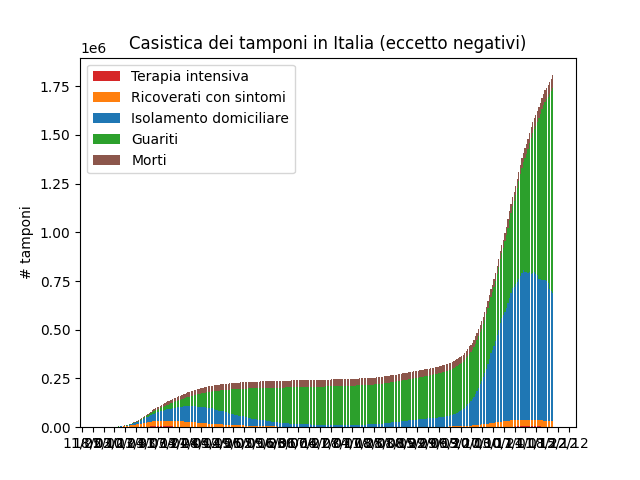 Casistica dei tamponi in Italia (eccetto negativi)
1e6
Terapia intensiva
Ricoverati con sintomi
Isolamento domiciliare
Guariti
Morti
# tamponi
1.75
1.50
1.25
1.00
0.75
0.50
0.25
0.00